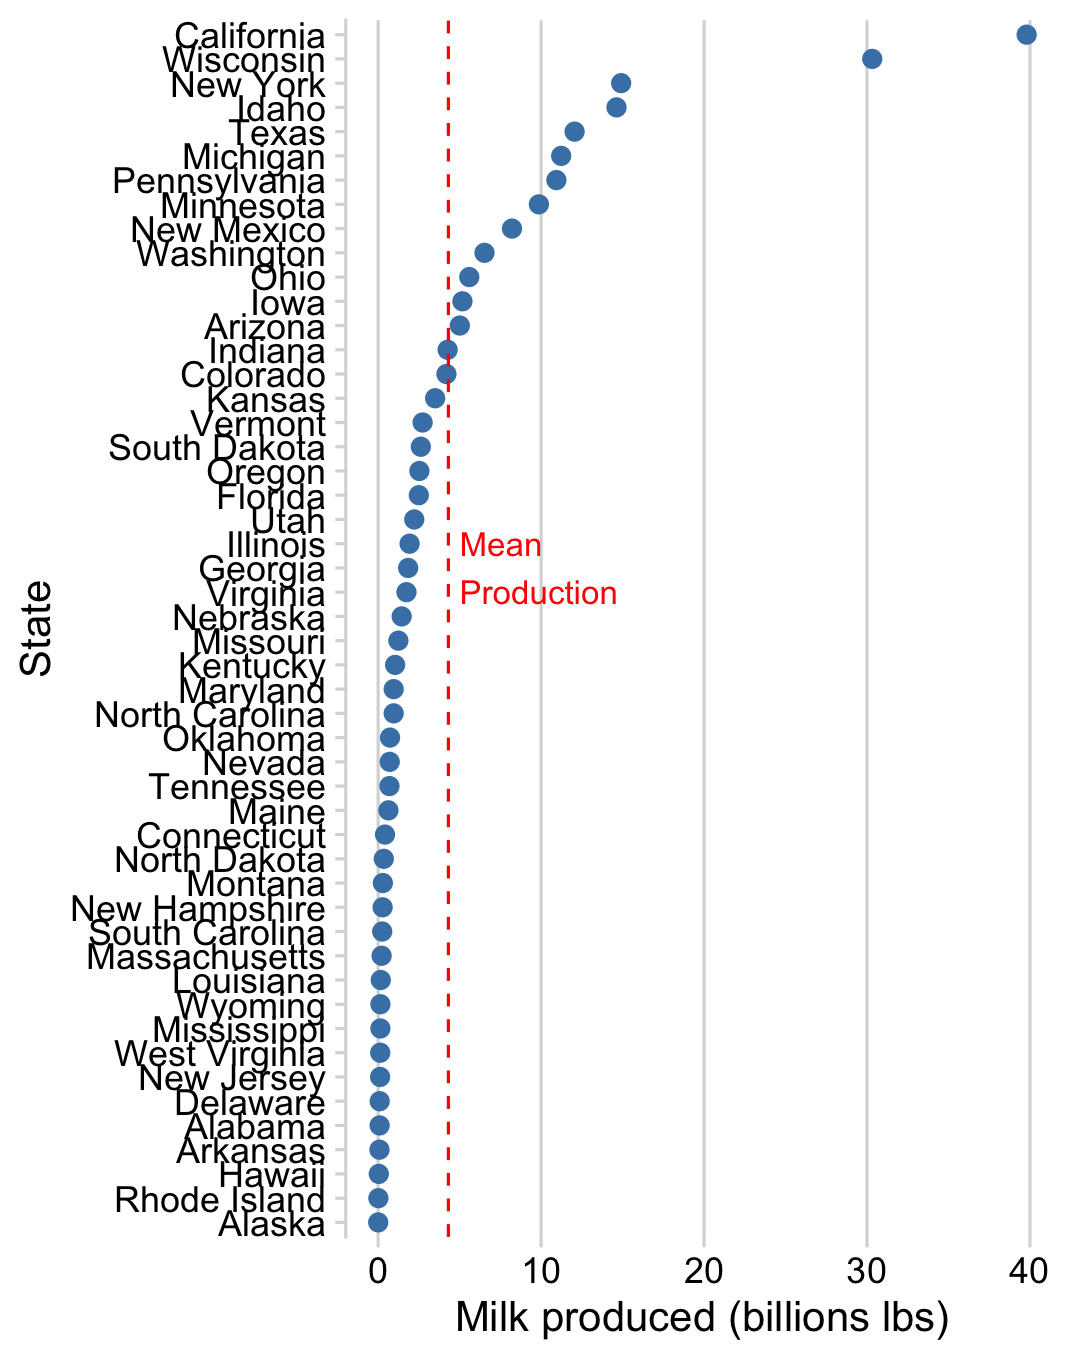 California
Wisconsin
New York
Idaho
Texas
Michigan
Pennsylvania
Minnesota
New Mexico
Washington
Ohio
Iowa
Arizona
Indiana
Colorado
Kansas
Vermont
South Dakota
Oregon
Florida
Utah
Illinois
Georgia
Virginia
Nebraska
Missouri
Kentucky
Maryland
North Carolina
Oklahoma
Nevada
Tennessee
Maine
Connecticut
North Dakota
Montana
New Hampshire
South Carolina
Massachusetts
Louisiana
Wyoming
Mississippi
West Virginia
New Jersey
Delaware
Alabama
Arkansas
Hawaii
Rhode Island
Alaska
State
Mean
Production
0 10 20 30 40
Milk produced (billions lbs)